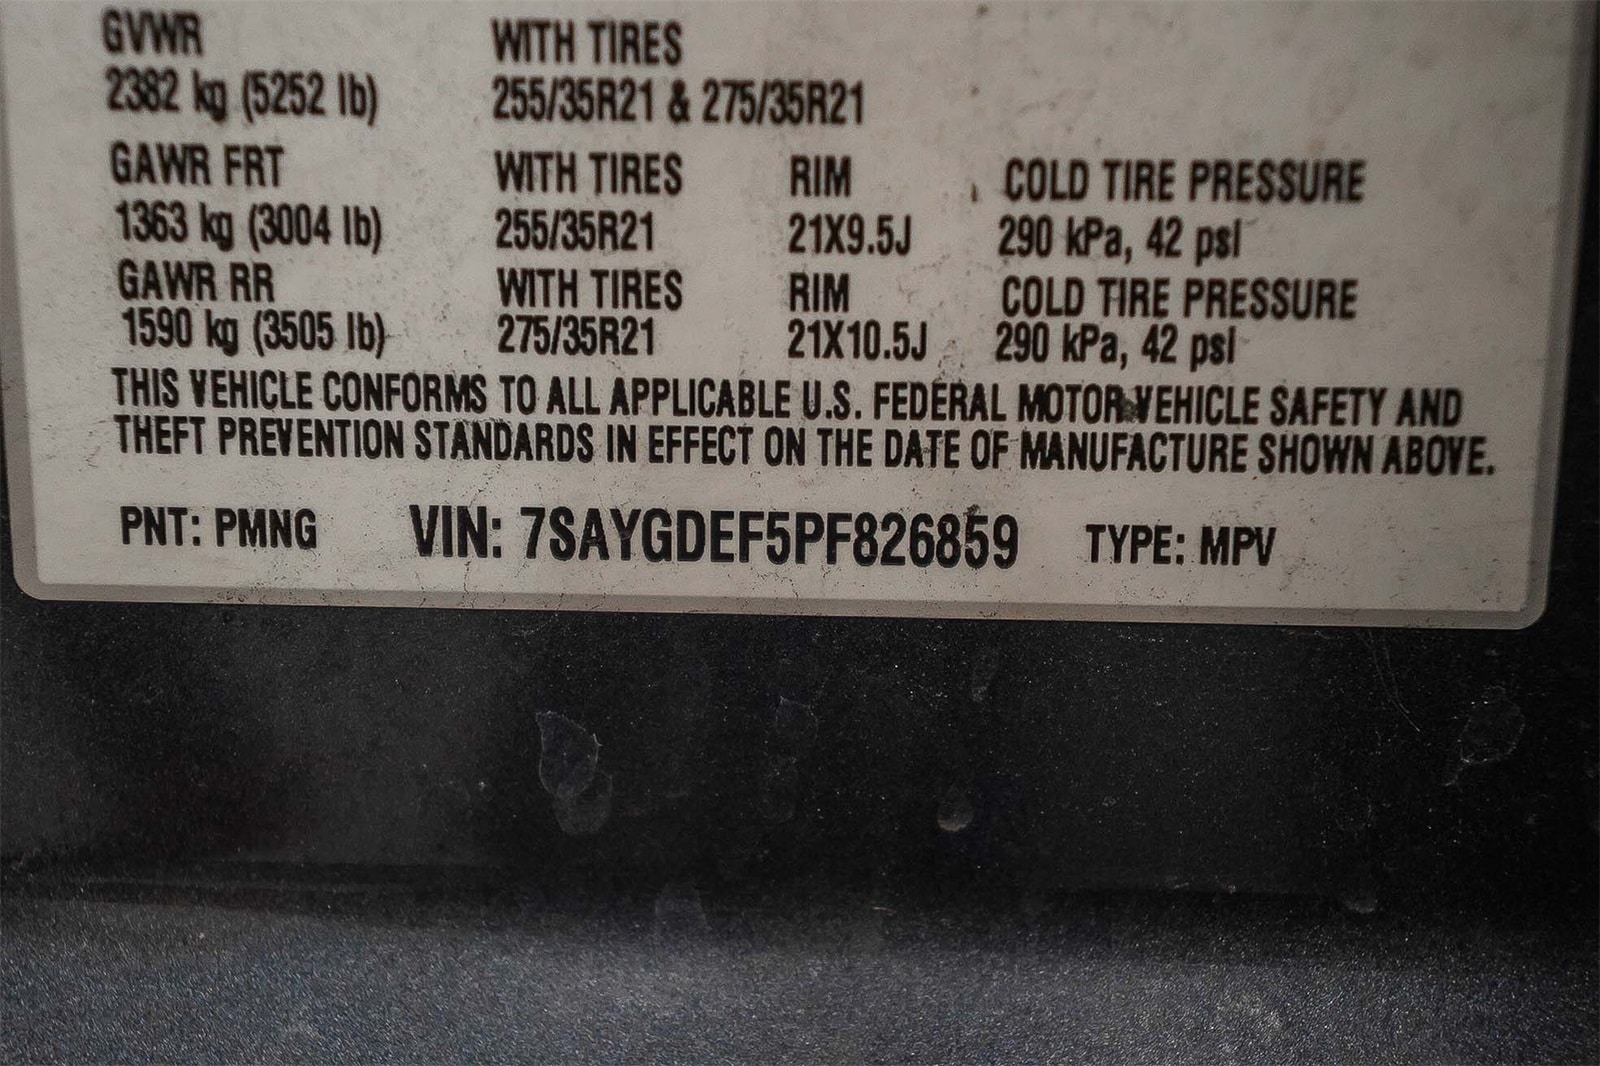 GVWR WITH TIRES
2382 kg (5252 lb) 255/35R21 & 275/35R21
GAWR FRT WITH TIRES RIM COLD TIRE PRESSURE
1363 kg (3004 lb) 255/35R21 21X9.5J 290 kPa, 42 psi
GAWR RR WITH TIRES RIM COLD TIRE PRESSURE
1590 kg (3505 lb) 275/35R21 21X10.5J 290 kPa, 42 psi
THIS VEHICLE CONFORMS TO ALL APPLICABLE U.S. FEDERAL MOTOR VEHICLE SAFETY AND
THEFT PREVENTION STANDARDS IN EFFECT ON THE DATE OF MANUFACTURE SHOWN ABOVE.
PNT: PMNG VIN: 7SAYGDEF5PF826859 TYPE: MPV